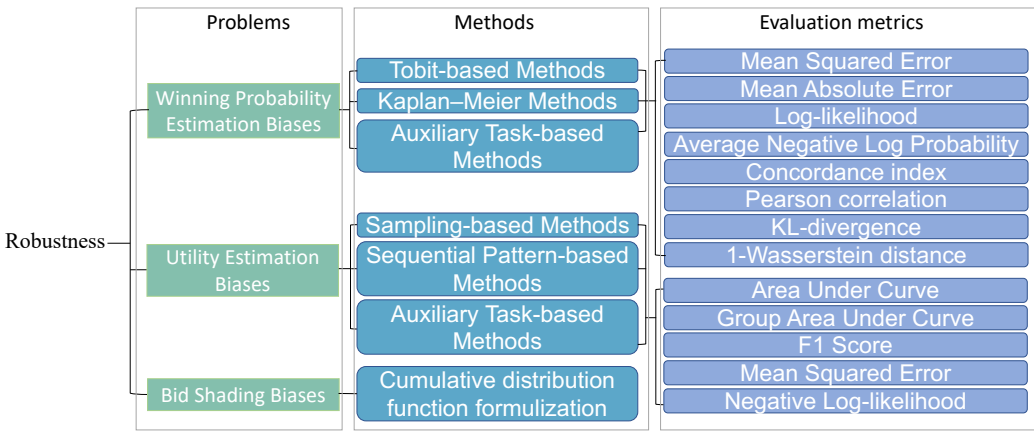 Robustness
Problems
Winning Probability
Estimation Biases
Utility Estimation
Biases
Bid Shading Biases
Methods
Tobit-based Methods
Kaplan–Meier Methods
Auxiliary Task-based
Methods
Sampling-based Methods
Sequential Pattern-based
Methods
Auxiliary Task-based
Methods
Cumulative distribution
function formulization
Evaluation metrics
Mean Squared Error
Mean Absolute Error
Log-likelihood
Average Negative Log Probability
Concordance index
Pearson correlation
KL-divergence
1-Wasserstein distance
Area Under Curve
Group Area Under Curve
F1 Score
Mean Squared Error
Negative Log-likelihood